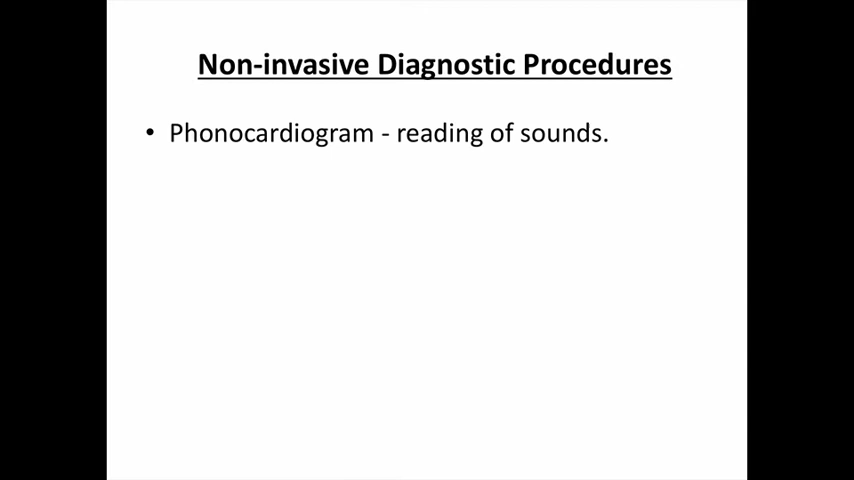 Non-invasive Diagnostic Procedures
• Phonocardiogram - reading of sounds.